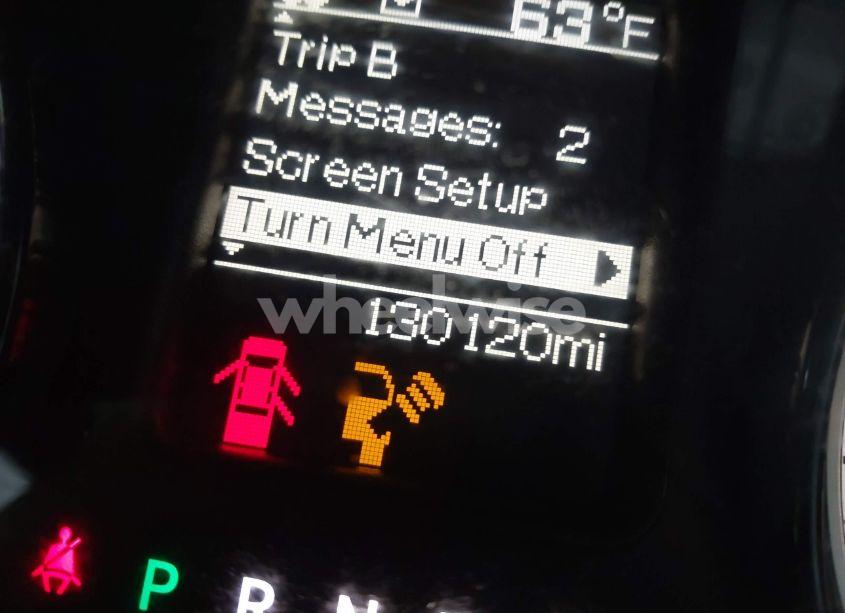 63°F
Trip B
Messages: 2
Screen Setup
Turn Menu Off
130120mi
wheelwise
P R N